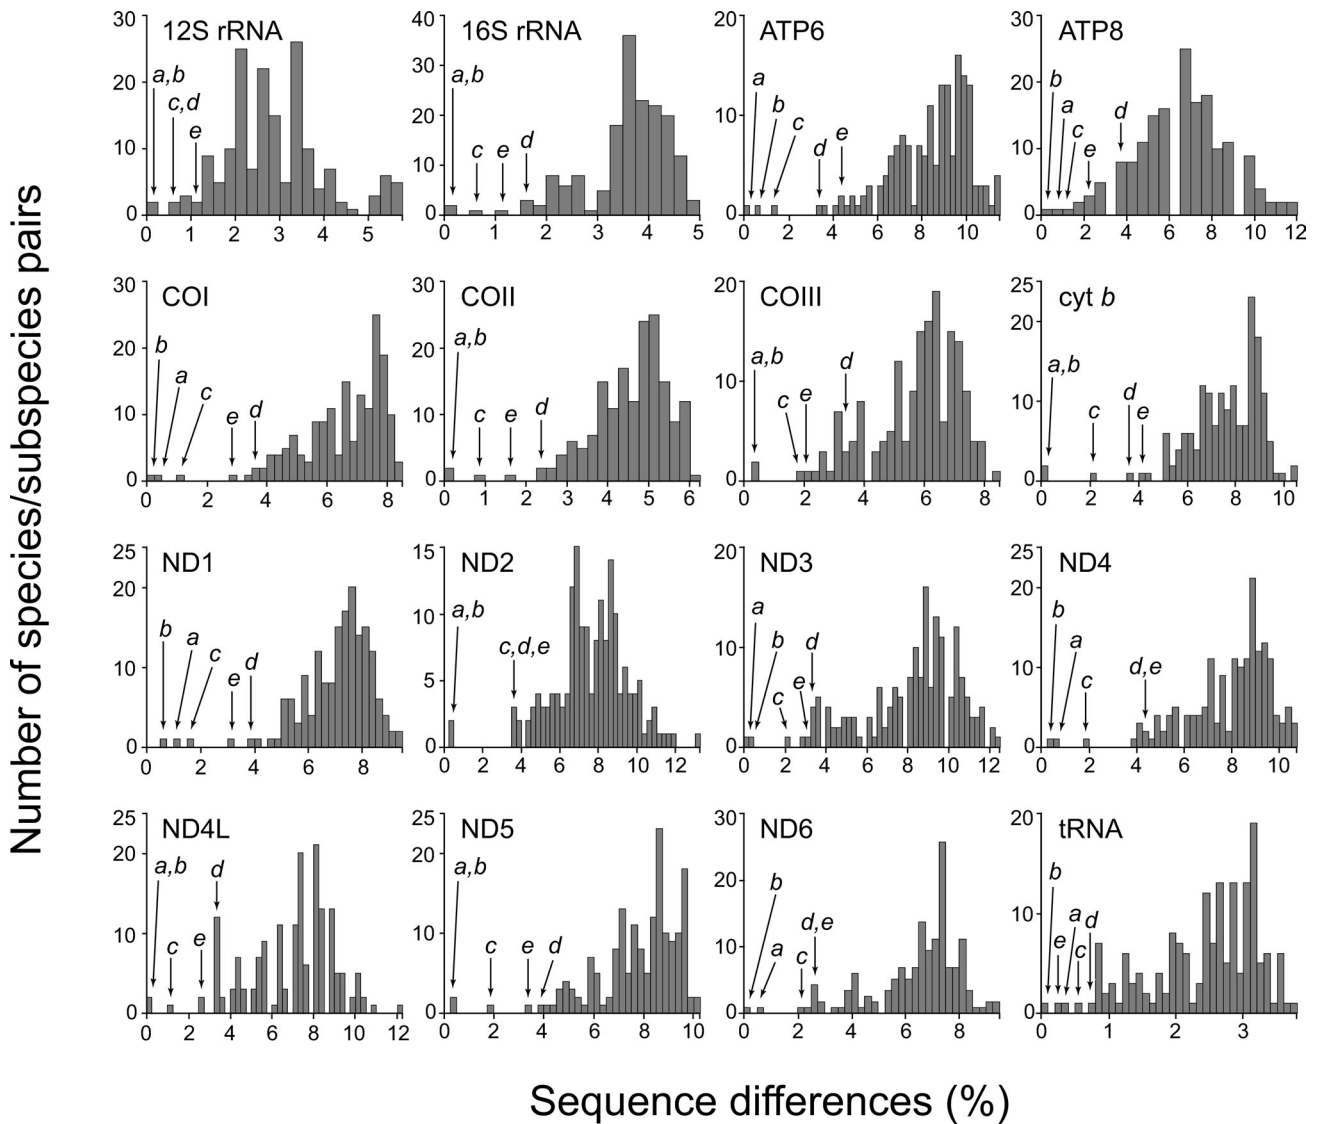 Number of species/subspecies pairs
12S rRNA
30
20
10
0
a,b
c,d
e
0 1 2 3 4 5
16S rRNA
40
30
20
10
0
a,b
c
e
d
0 1 2 3 4 5
ATP6
20
10
0
a
b
c
d
e
0 2 4 6 8 10
ATP8
30
20
10
0
b
a
c
e
d
0 2 4 6 8 10 12
COI
30
20
10
0
b
a
c
e
d
0 2 4 6 8
COII
30
20
10
0
a,b
c
e
d
0 1 2 3 4 5 6
COIII
20
10
0
a,b
c
e
d
0 2 4 6 8
cyt b
25
20
10
0
a,b
c
d
e
0 2 4 6 8 10
ND1
25
20
10
0
b
a
c
e
d
0 2 4 6 8
ND2
15
10
5
0
a,b
c,d,e
0 2 4 6 8 10 12
ND3
20
10
0
a
b
c
e
d
0 2 4 6 8 10 12
ND4
25
20
10
0
b
a
c
d,e
0 2 4 6 8 10
ND4L
25
20
10
0
a,b
c
e
d
0 2 4 6 8 10 12
ND5
25
20
10
0
a,b
c
e
d
0 2 4 6 8 10
ND6
30
20
10
0
b
a
c
d,e
0 2 4 6 8
tRNA
20
10
0
b
e
a
c
d
0 1 2 3
Sequence differences (%)